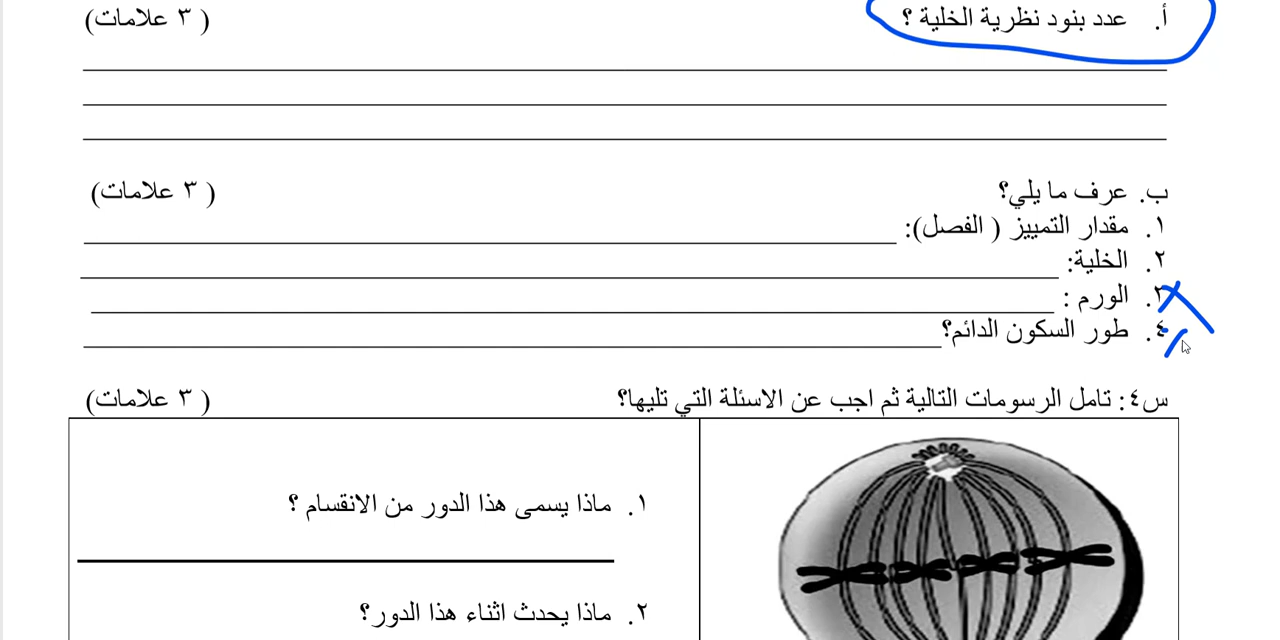 أ. عدد بنود نظرية الخلية ؟ ( ٣ علامات)
ب. عرف ما يلي؟ ( ٣ علامات)
١. مقدار التمييز ( الفصل):
٢. الخلية:
٣. الورم :
٤. طور السكون الدائم؟
س٤: تامل الرسومات التالية ثم اجب عن الاسئلة التي تليها؟ ( ٣ علامات)
١. ماذا يسمى هذا الدور من الانقسام ؟
٢. ماذا يحدث اثناء هذا الدور؟